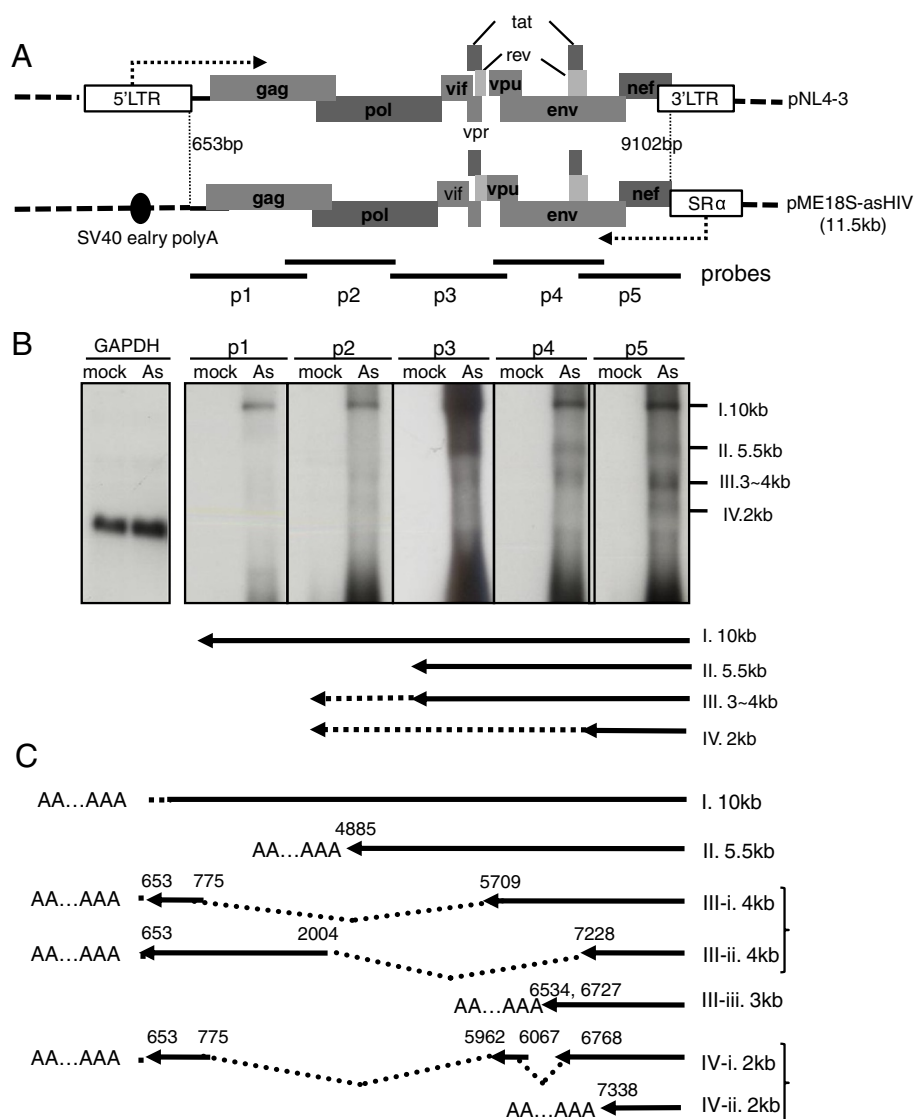 A
tat
rev
5'LTR
gag
pol
vif
vpr
vpu
env
nef
3'LTR
pNL4-3
653bp
9102bp
gag
pol
vif
vpu
env
nef
SRα
pME18S-asHIV
(11.5kb)
SV40 ealry polyA
p1
p2
p3
p4
p5
probes
B
GAPDH p1 p2 p3 p4 p5
mock As mock As mock As mock As mock As mock As
I.10kb
II. 5.5kb
III.3~4kb
IV.2kb
I. 10kb
II. 5.5kb
III. 3~4kb
IV. 2kb
C
AA...AAA I. 10kb
4885
AA...AAA II. 5.5kb
653 775 5709
AA...AAA III-i. 4kb
653 2004 7228
AA...AAA III-ii. 4kb
6534, 6727
AA...AAA III-iii. 3kb
653 775 5962 6067 6768
AA...AAA IV-i. 2kb
7338
AA...AAA IV-ii. 2kb